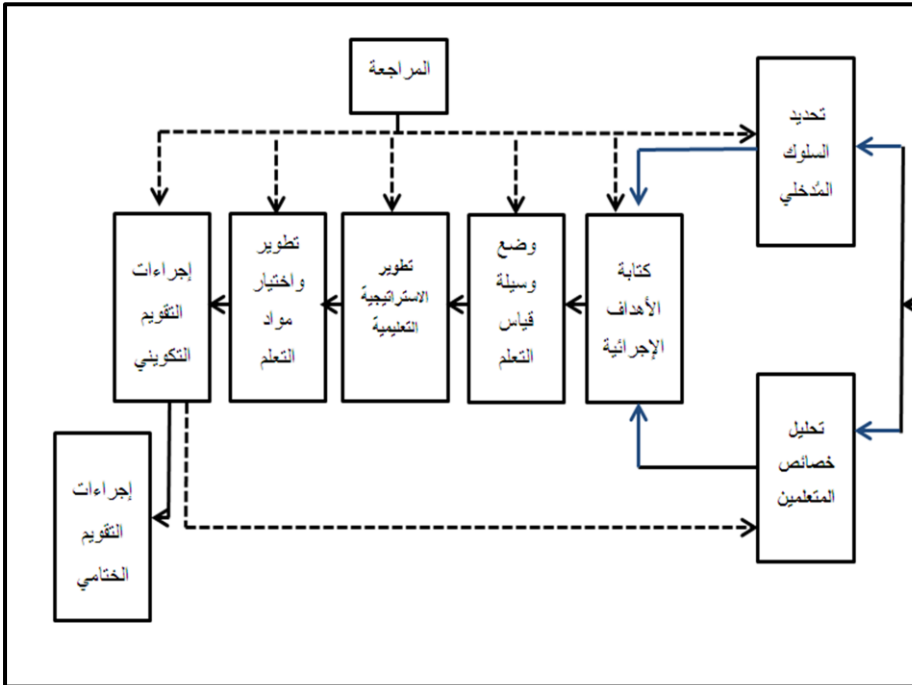 المراجعة
تحديد
السلوك
المُدخلي
تحليل
خصائص
المتعلمين
كتابة
الأهداف
الإجرائية
وضع
وسيلة
قياس
التعلم
تطوير
الاستراتيجية
التعليمية
تطوير
واختيار
مواد
التعلم
إجراءات
التقويم
التكويني
إجراءات
التقويم
الختامي